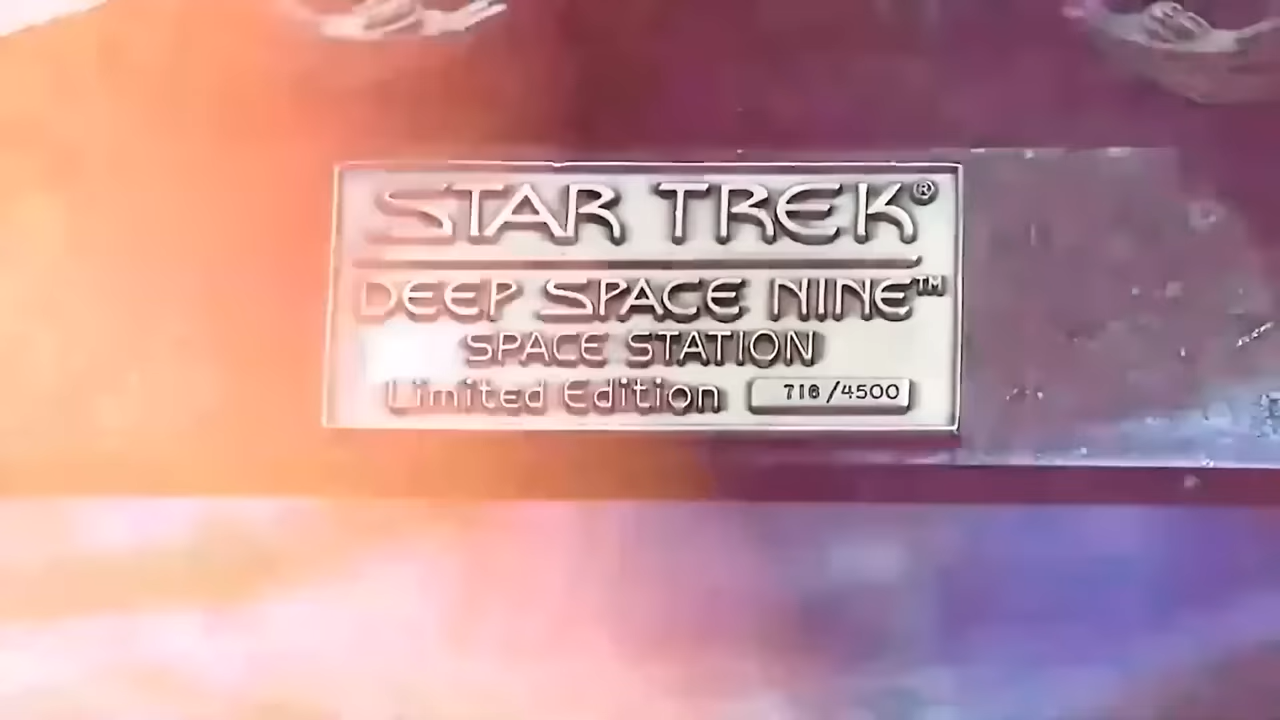 STAR TREK®
DEEP SPACE NINE™
SPACE STATION
Limited Edition 716/4500